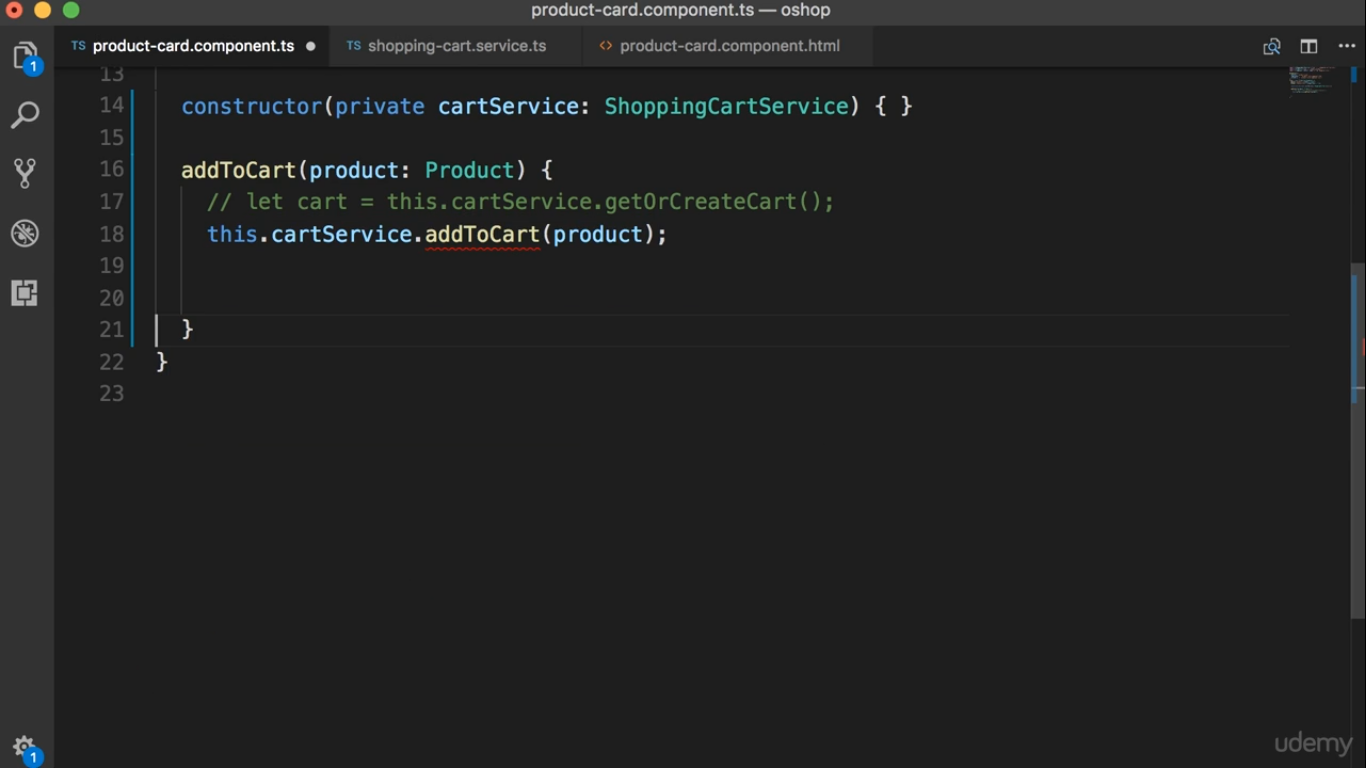 product-card.component.ts — oshop
TS product-card.component.ts ● TS shopping-cart.service.ts <> product-card.component.html
1
13
14 constructor(private cartService: ShoppingCartService) { }
15
16 addToCart(product: Product) {
17 // let cart = this.cartService.getOrCreateCart();
18 this.cartService.addToCart(product);
19
20
21 }
22 }
23
udemy
1